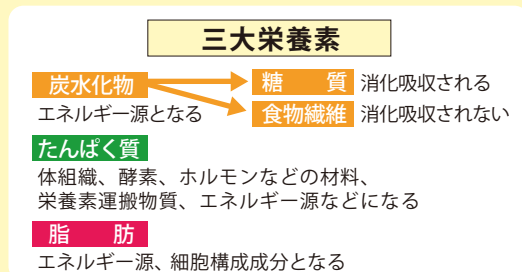 三大栄養素
炭水化物 糖 質 消化吸収される
エネルギー源となる 食物繊維 消化吸収されない
たんぱく質
体組織、酵素、ホルモンなどの材料、
栄養素運搬物質、エネルギー源などになる
脂 肪
エネルギー源、細胞構成成分となる